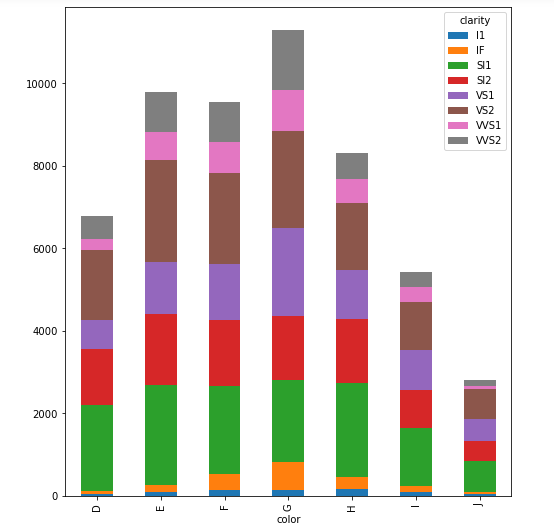 clarity
I1
IF
SI1
SI2
VS1
VS2
VVS1
VVS2
10000
8000
6000
4000
2000
0
D
E
F
G
H
I
J
color